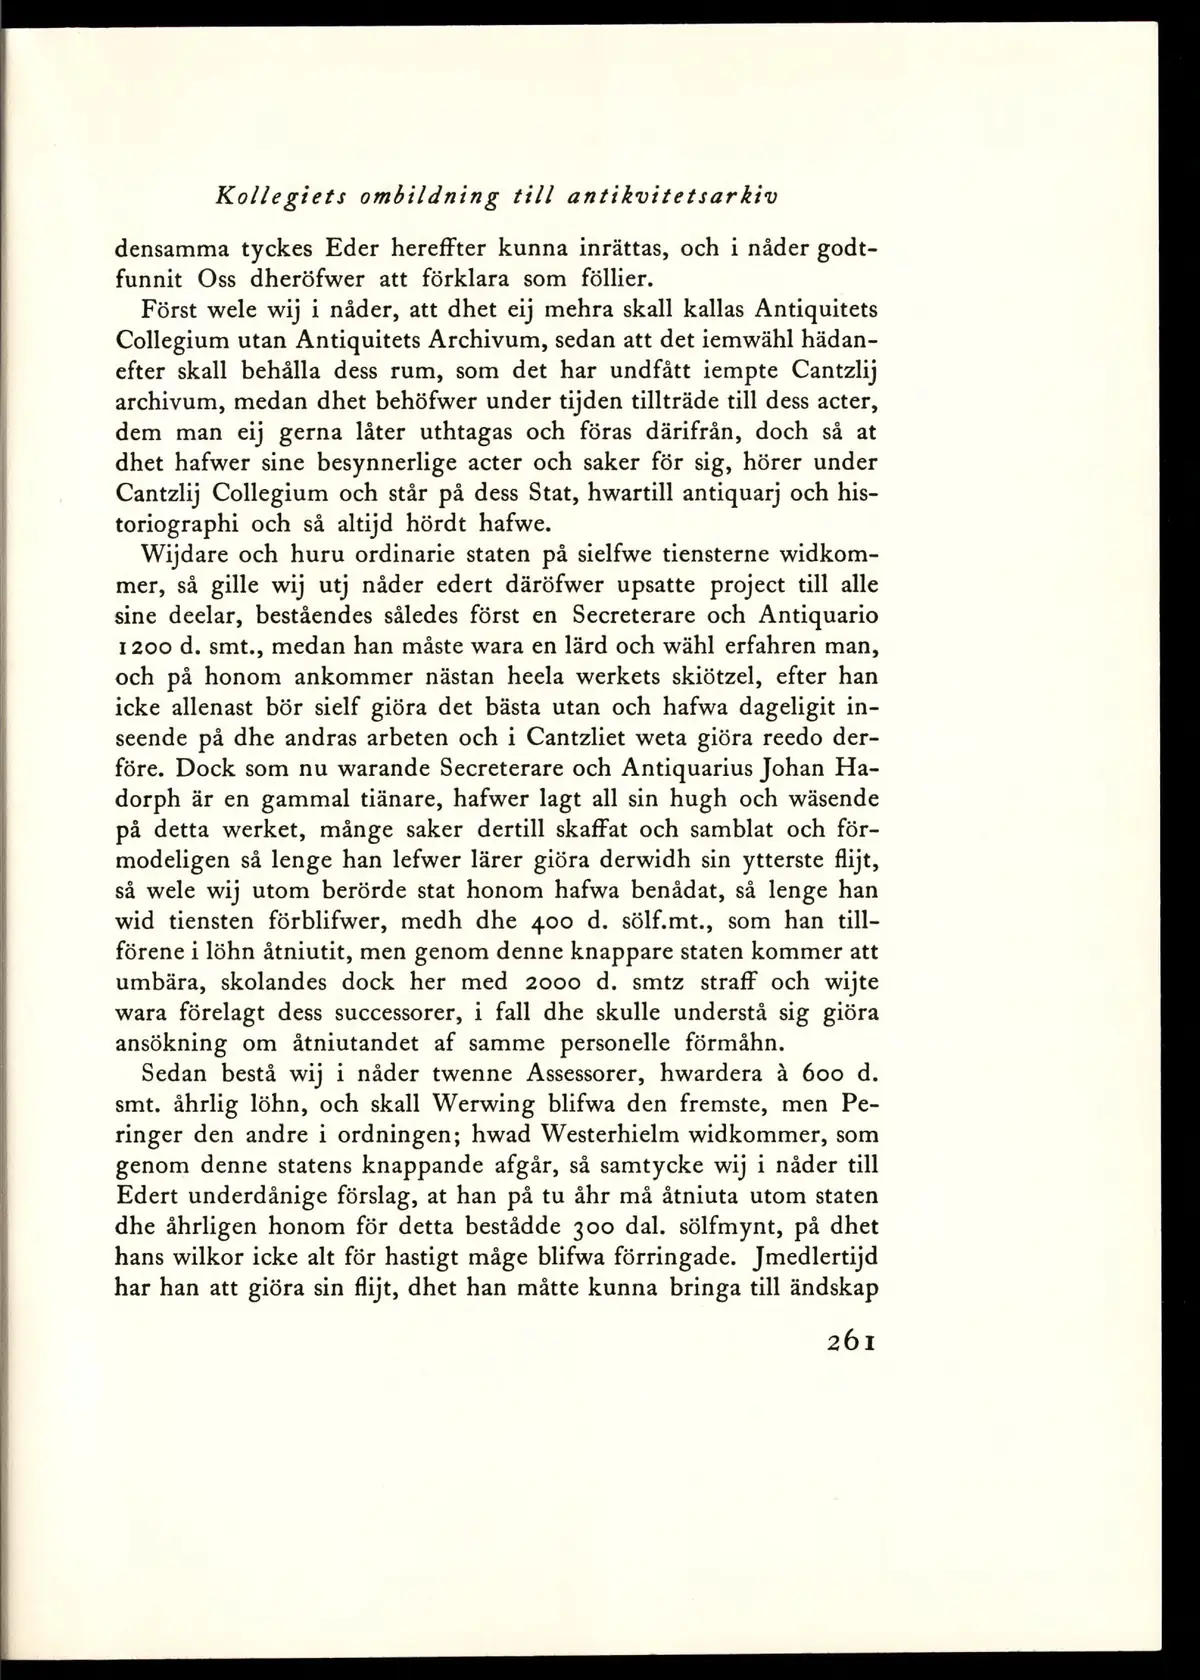 Kollegiets ombildning till antikvitetsarkiv
densamma tyckes Eder hereffter kunna inrättas, och i nåder godt-
funnit Oss dheröfwer att förklara som föllier.
Först wele wij i nåder, att dhet eij mehra skall kallas Antiquitets
Collegium utan Antiquitets Archivum, sedan att det iemwähl hädan-
efter skall behålla dess rum, som det har undfått iempte Cantzlij
archivum, medan dhet behöfwer under tijden tillträde till dess acter,
dem man eij gerna låter uthtagas och föras därifrån, doch så at
dhet hafwer sine besynnerlige acter och saker för sig, hörer under
Cantzlij Collegium och står på dess Stat, hwartill antiquarj och his-
toriographi och så altijd hördt hafwe.
Wijdare och huru ordinarie staten på sielfwe tiensterne widkom-
mer, så gille wij utj nåder edert däröfwer upsatte project till alle
sine deelar, beståendes således först en Secreterare och Antiquario
1200 d. smt., medan han måste wara en lärd och wähl erfahren man,
och på honom ankommer nästan heela werkets skiötzel, efter han
icke allenast bör sielf giöra det bästa utan och hafwa dageligit in-
seende på dhe andras arbeten och i Cantzliet weta giöra reedo der-
före. Dock som nu warande Secreterare och Antiquarius Johan Ha-
dorph är en gammal tiänare, hafwer lagt all sin hugh och wäsende
på detta werket, månge saker dertill skaffat och samblat och för-
modeligen så lenge han lefwer lärer giöra derwidh sin ytterste flijt,
så wele wij utom berörde stat honom hafwa benådat, så lenge han
wid tiensten förblifwer, medh dhe 400 d. sölf.mt., som han till-
förene i löhn åtniutit, men genom denne knappare staten kommer att
umbära, skolandes dock her med 2000 d. smtz straff och wijte
wara förelagt dess successorer, i fall dhe skulle understå sig giöra
ansökning om åtniutandet af samme personelle förmåhn.
Sedan bestå wij i nåder twenne Assessorer, hwardera à 600 d.
smt. åhrlig löhn, och skall Werwing blifwa den fremste, men Pe-
ringer den andre i ordningen; hwad Westerhielm widkommer, som
genom denne statens knappande afgår, så samtycke wij i nåder till
Edert underdånige förslag, at han på tu åhr må åtniuta utom staten
dhe åhrligen honom för detta bestådde 300 dal. sölfmynt, på dhet
hans wilkor icke alt för hastigt måge blifwa förringade. Jmedlertijd
har han att giöra sin flijt, dhet han måtte kunna bringa till ändskap
261